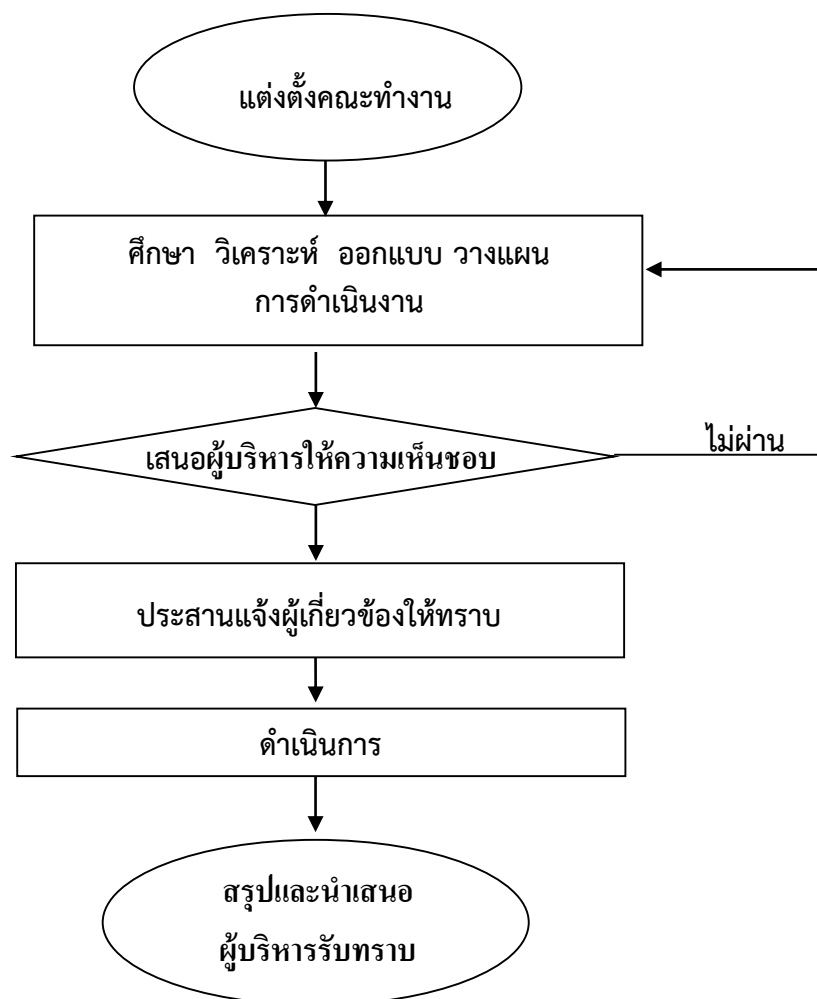 แต่งตั้งคณะทำงาน
ศึกษา วิเคราะห์ ออกแบบ วางแผน
การดำเนินงาน
เสนอผู้บริหารให้ความเห็นชอบ
ไม่ผ่าน
ประสานแจ้งผู้เกี่ยวข้องให้ทราบ
ดำเนินการ
สรุปและนำเสนอ
ผู้บริหารรับทราบ